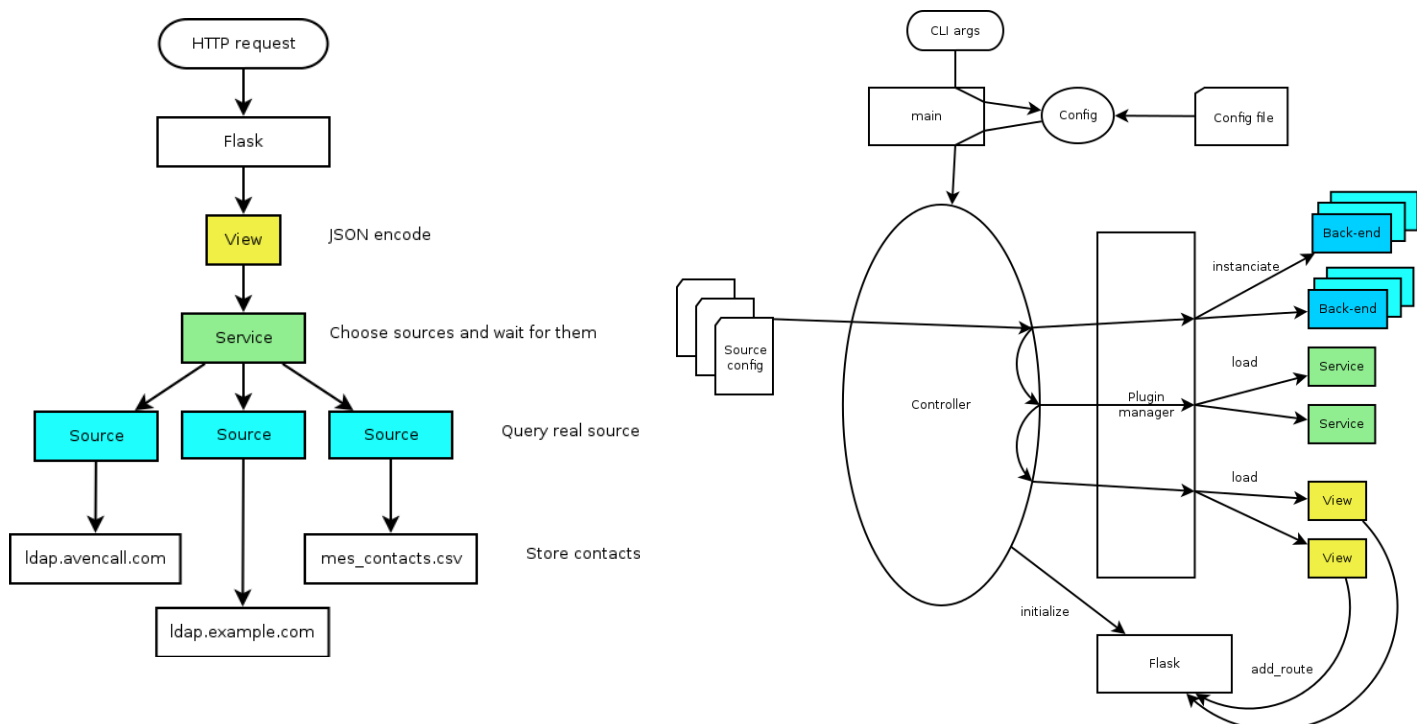 HTTP request
Flask
View
JSON encode
Service
Choose sources and wait for them
Source
Source
Source
Query real source
ldap.avencall.com
mes_contacts.csv
Store contacts
ldap.example.com
CLI args
main
Config
Config file
Back-end
instanciate
Back-end
Source
config
load
Service
Controller
Plugin
manager
Service
load
View
View
initialize
Flask
add_route